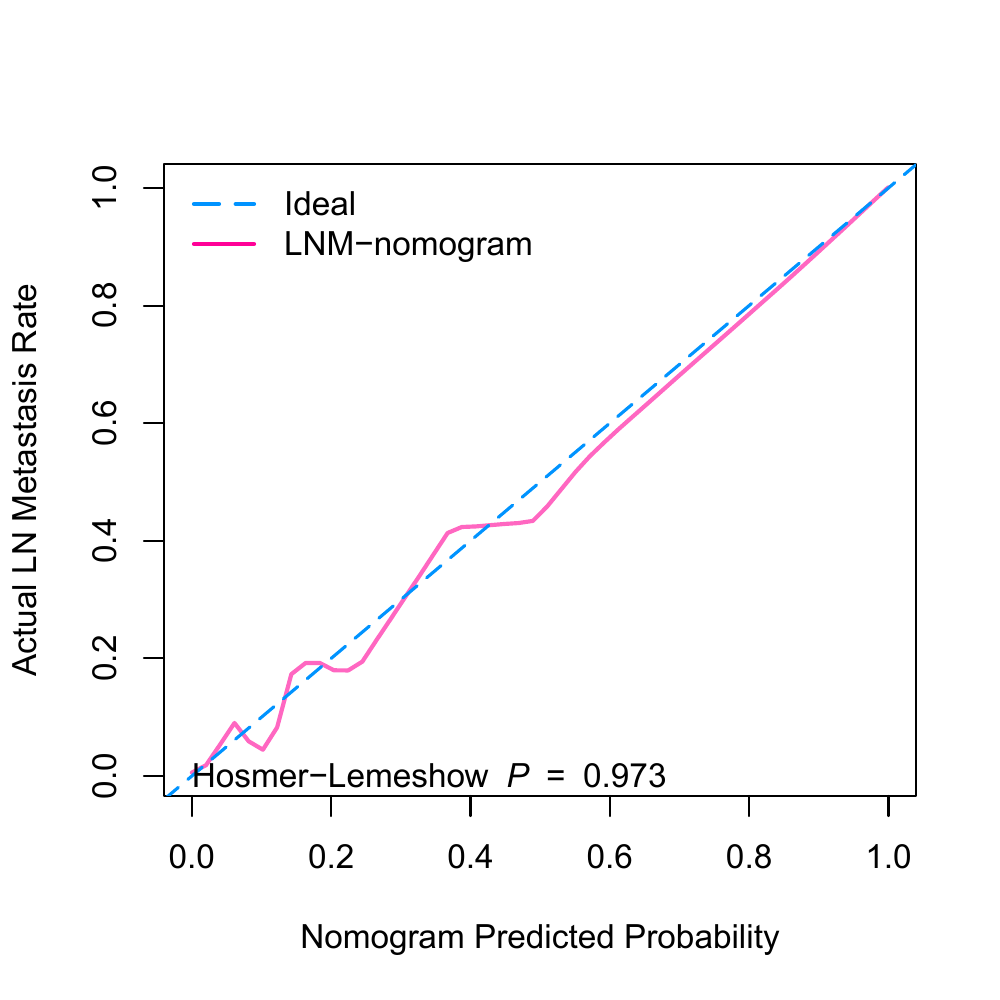 Ideal
LNM−nomogram
Actual LN Metastasis Rate
1.0
0.8
0.6
0.4
0.2
0.0
Hosmer−Lemeshow P = 0.973
0.0 0.2 0.4 0.6 0.8 1.0
Nomogram Predicted Probability